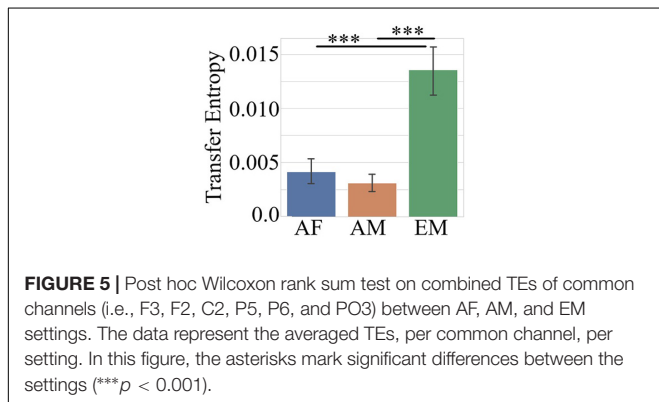 *** ***
0.015
0.010
0.005
0.0
Transfer Entropy
AF AM EM
FIGURE 5 | Post hoc Wilcoxon rank sum test on combined TEs of common
channels (i.e., F3, F2, C2, P5, P6, and PO3) between AF, AM, and EM
settings. The data represent the averaged TEs, per common channel, per
setting. In this figure, the asterisks mark significant differences between the
settings (***p < 0.001).